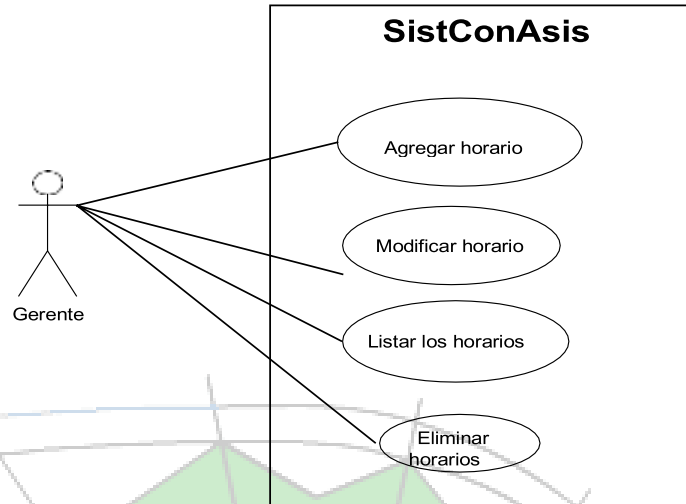 SistConAsis
Agregar horario
Modificar horario
Gerente
Listar los horarios
Eliminar
horarios